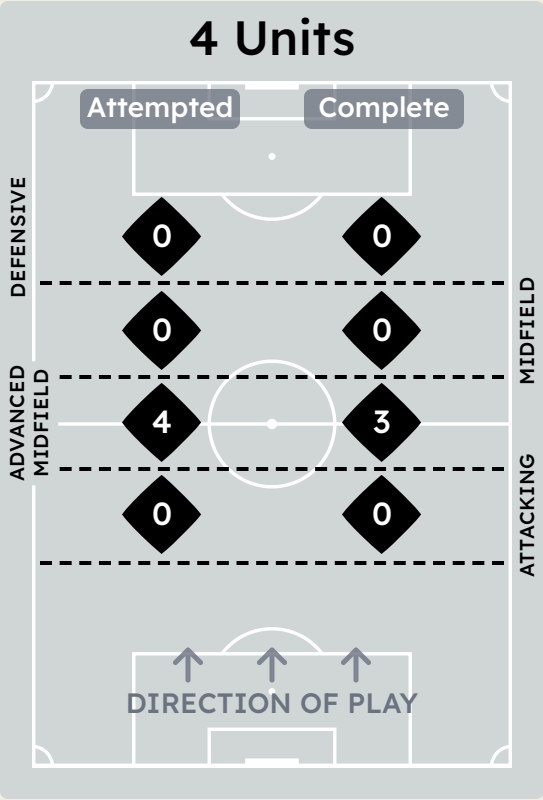 4 Units
Attempted
Complete
DEFENSIVE
0
0
MIDFIELD
0
0
ADVANCED
MIDFIELD
4
3
ATTACKING
0
0
DIRECTION OF PLAY